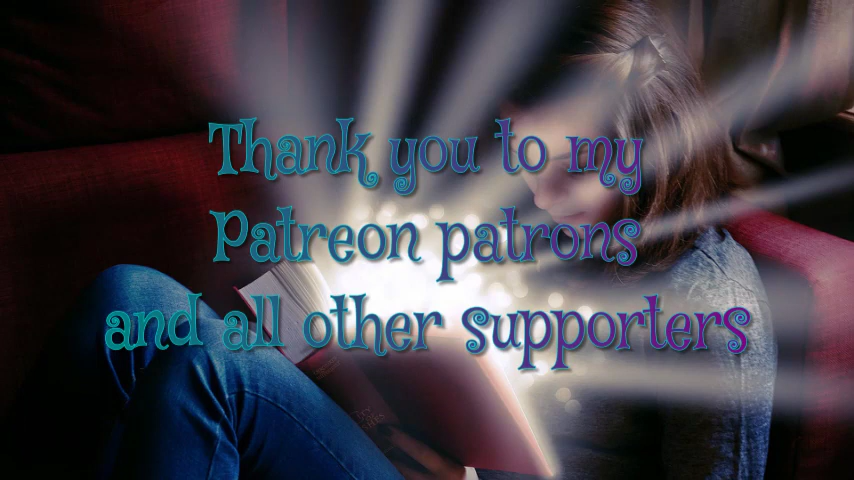 Thank you to my
Patreon patrons
and all other supporters